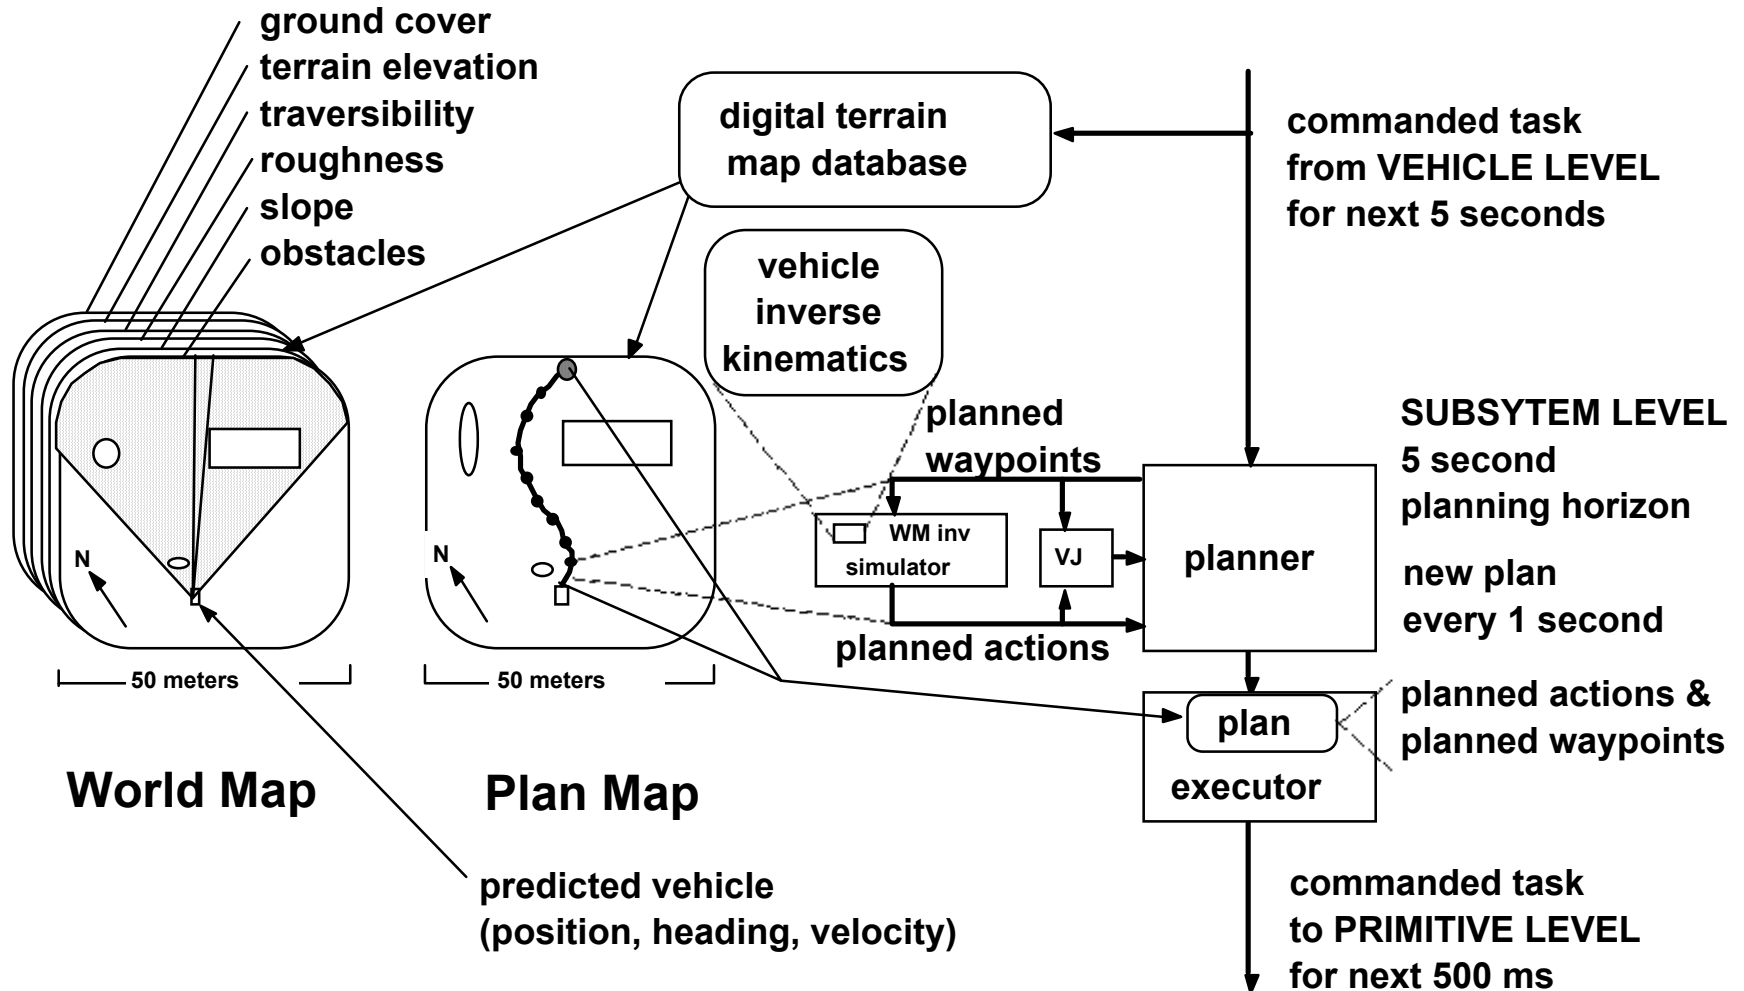 ground cover
terrain elevation
traversibility
roughness
slope
obstacles
digital terrain
map database
commanded task
from VEHICLE LEVEL
for next 5 seconds
vehicle
inverse
kinematics
planned
waypoints
SUBSYTEM LEVEL
5 second
planning horizon
WM inv
simulator
VJ
planner
new plan
every 1 second
N
N
planned actions
50 meters
50 meters
plan
executor
planned actions &
planned waypoints
World Map
Plan Map
predicted vehicle
(position, heading, velocity)
commanded task
to PRIMITIVE LEVEL
for next 500 ms